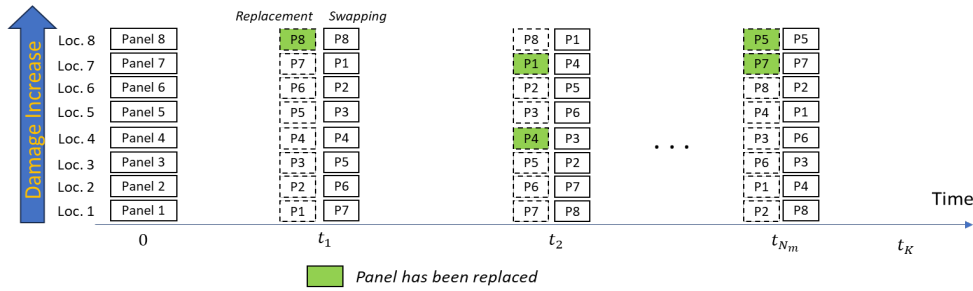 Replacement Swapping
Damage Increase
Loc. 8 Panel 8 P8 P8 P8 P1 P5 P5
Loc. 7 Panel 7 P7 P1 P1 P4 P7 P7
Loc. 6 Panel 6 P6 P2 P2 P5 P8 P2
Loc. 5 Panel 5 P5 P3 P3 P6 P4 P1
Loc. 4 Panel 4 P4 P4 P4 P3 P3 P6
Loc. 3 Panel 3 P3 P5 P5 P2 P6 P3
Loc. 2 Panel 2 P2 P6 P6 P7 P1 P4
Loc. 1 Panel 1 P1 P7 P7 P8 P2 P8
. . .
Time
0 t₁ t₂ t_{N_m} t_K
Panel has been replaced